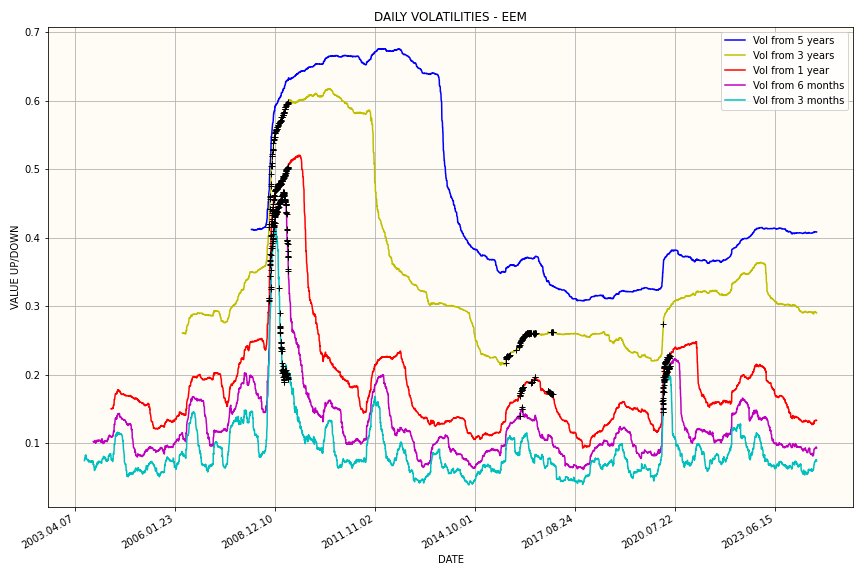 DAILY VOLATILITIES - EEM
Vol from 5 years
Vol from 3 years
Vol from 1 year
Vol from 6 months
Vol from 3 months
VALUE UP/DOWN
0.7
0.6
0.5
0.4
0.3
0.2
0.1
2003.04.07
2006.01.23
2008.12.10
2011.11.02
2014.10.01
2017.08.24
2020.07.22
2023.06.15
DATE